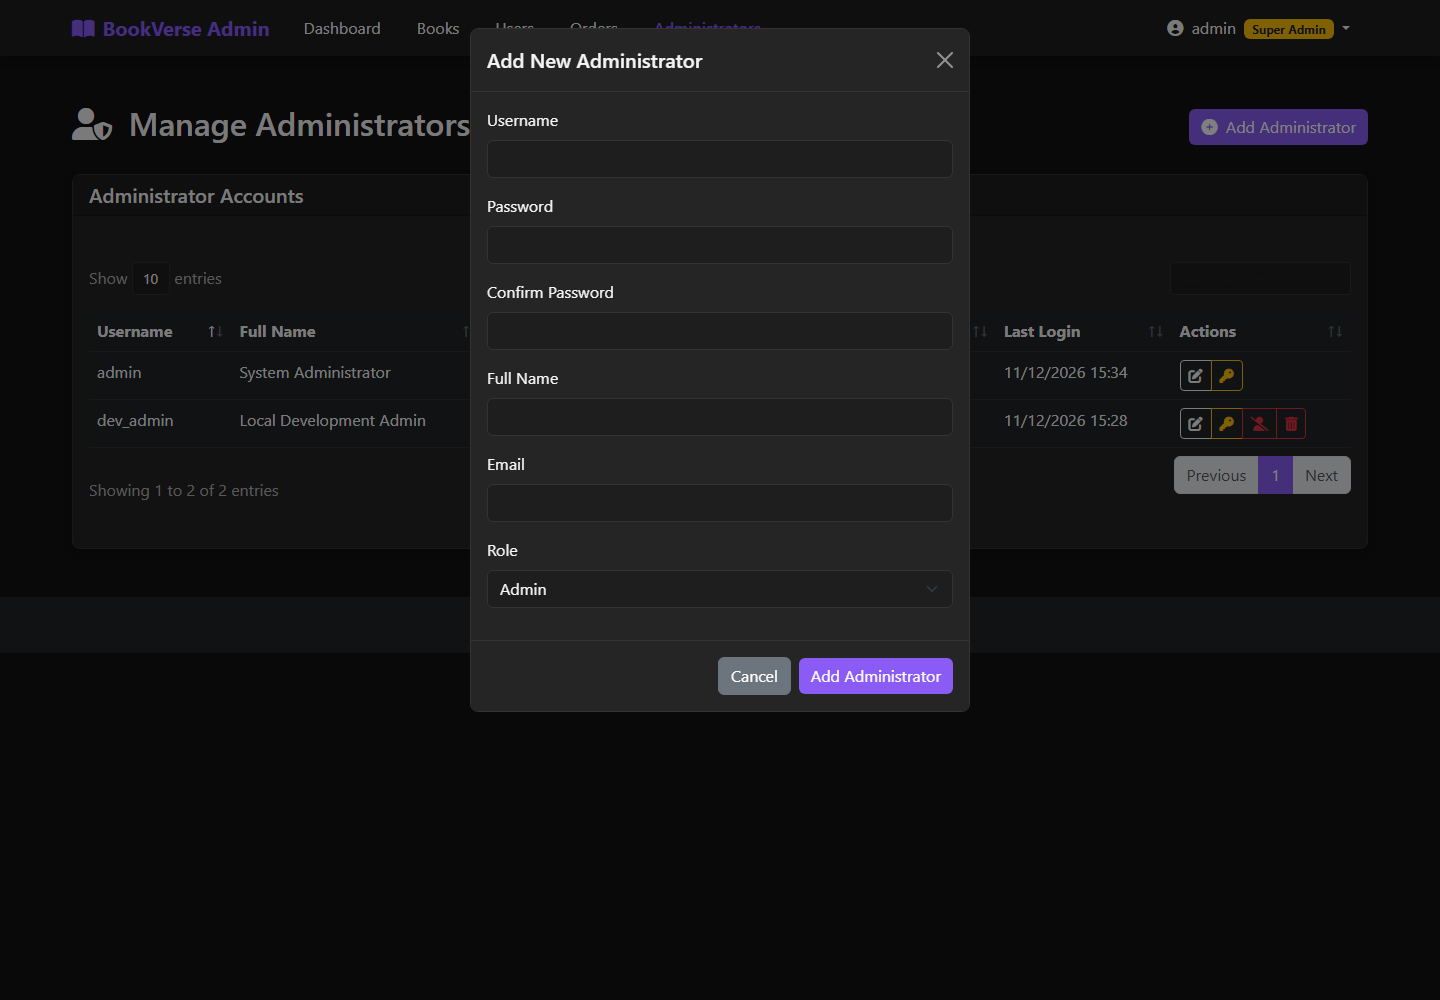 BookVerse Admin Dashboard Books Users Orders Administrators admin Super Admin
Add New Administrator
Manage Administrators
Add Administrator
Administrator Accounts
Show 10 entries
Username Full Name Last Login Actions
admin System Administrator 11/12/2026 15:34
dev_admin Local Development Admin 11/12/2026 15:28
Showing 1 to 2 of 2 entries
Previous 1 Next
Username
Password
Confirm Password
Full Name
Email
Role
Admin
Cancel Add Administrator